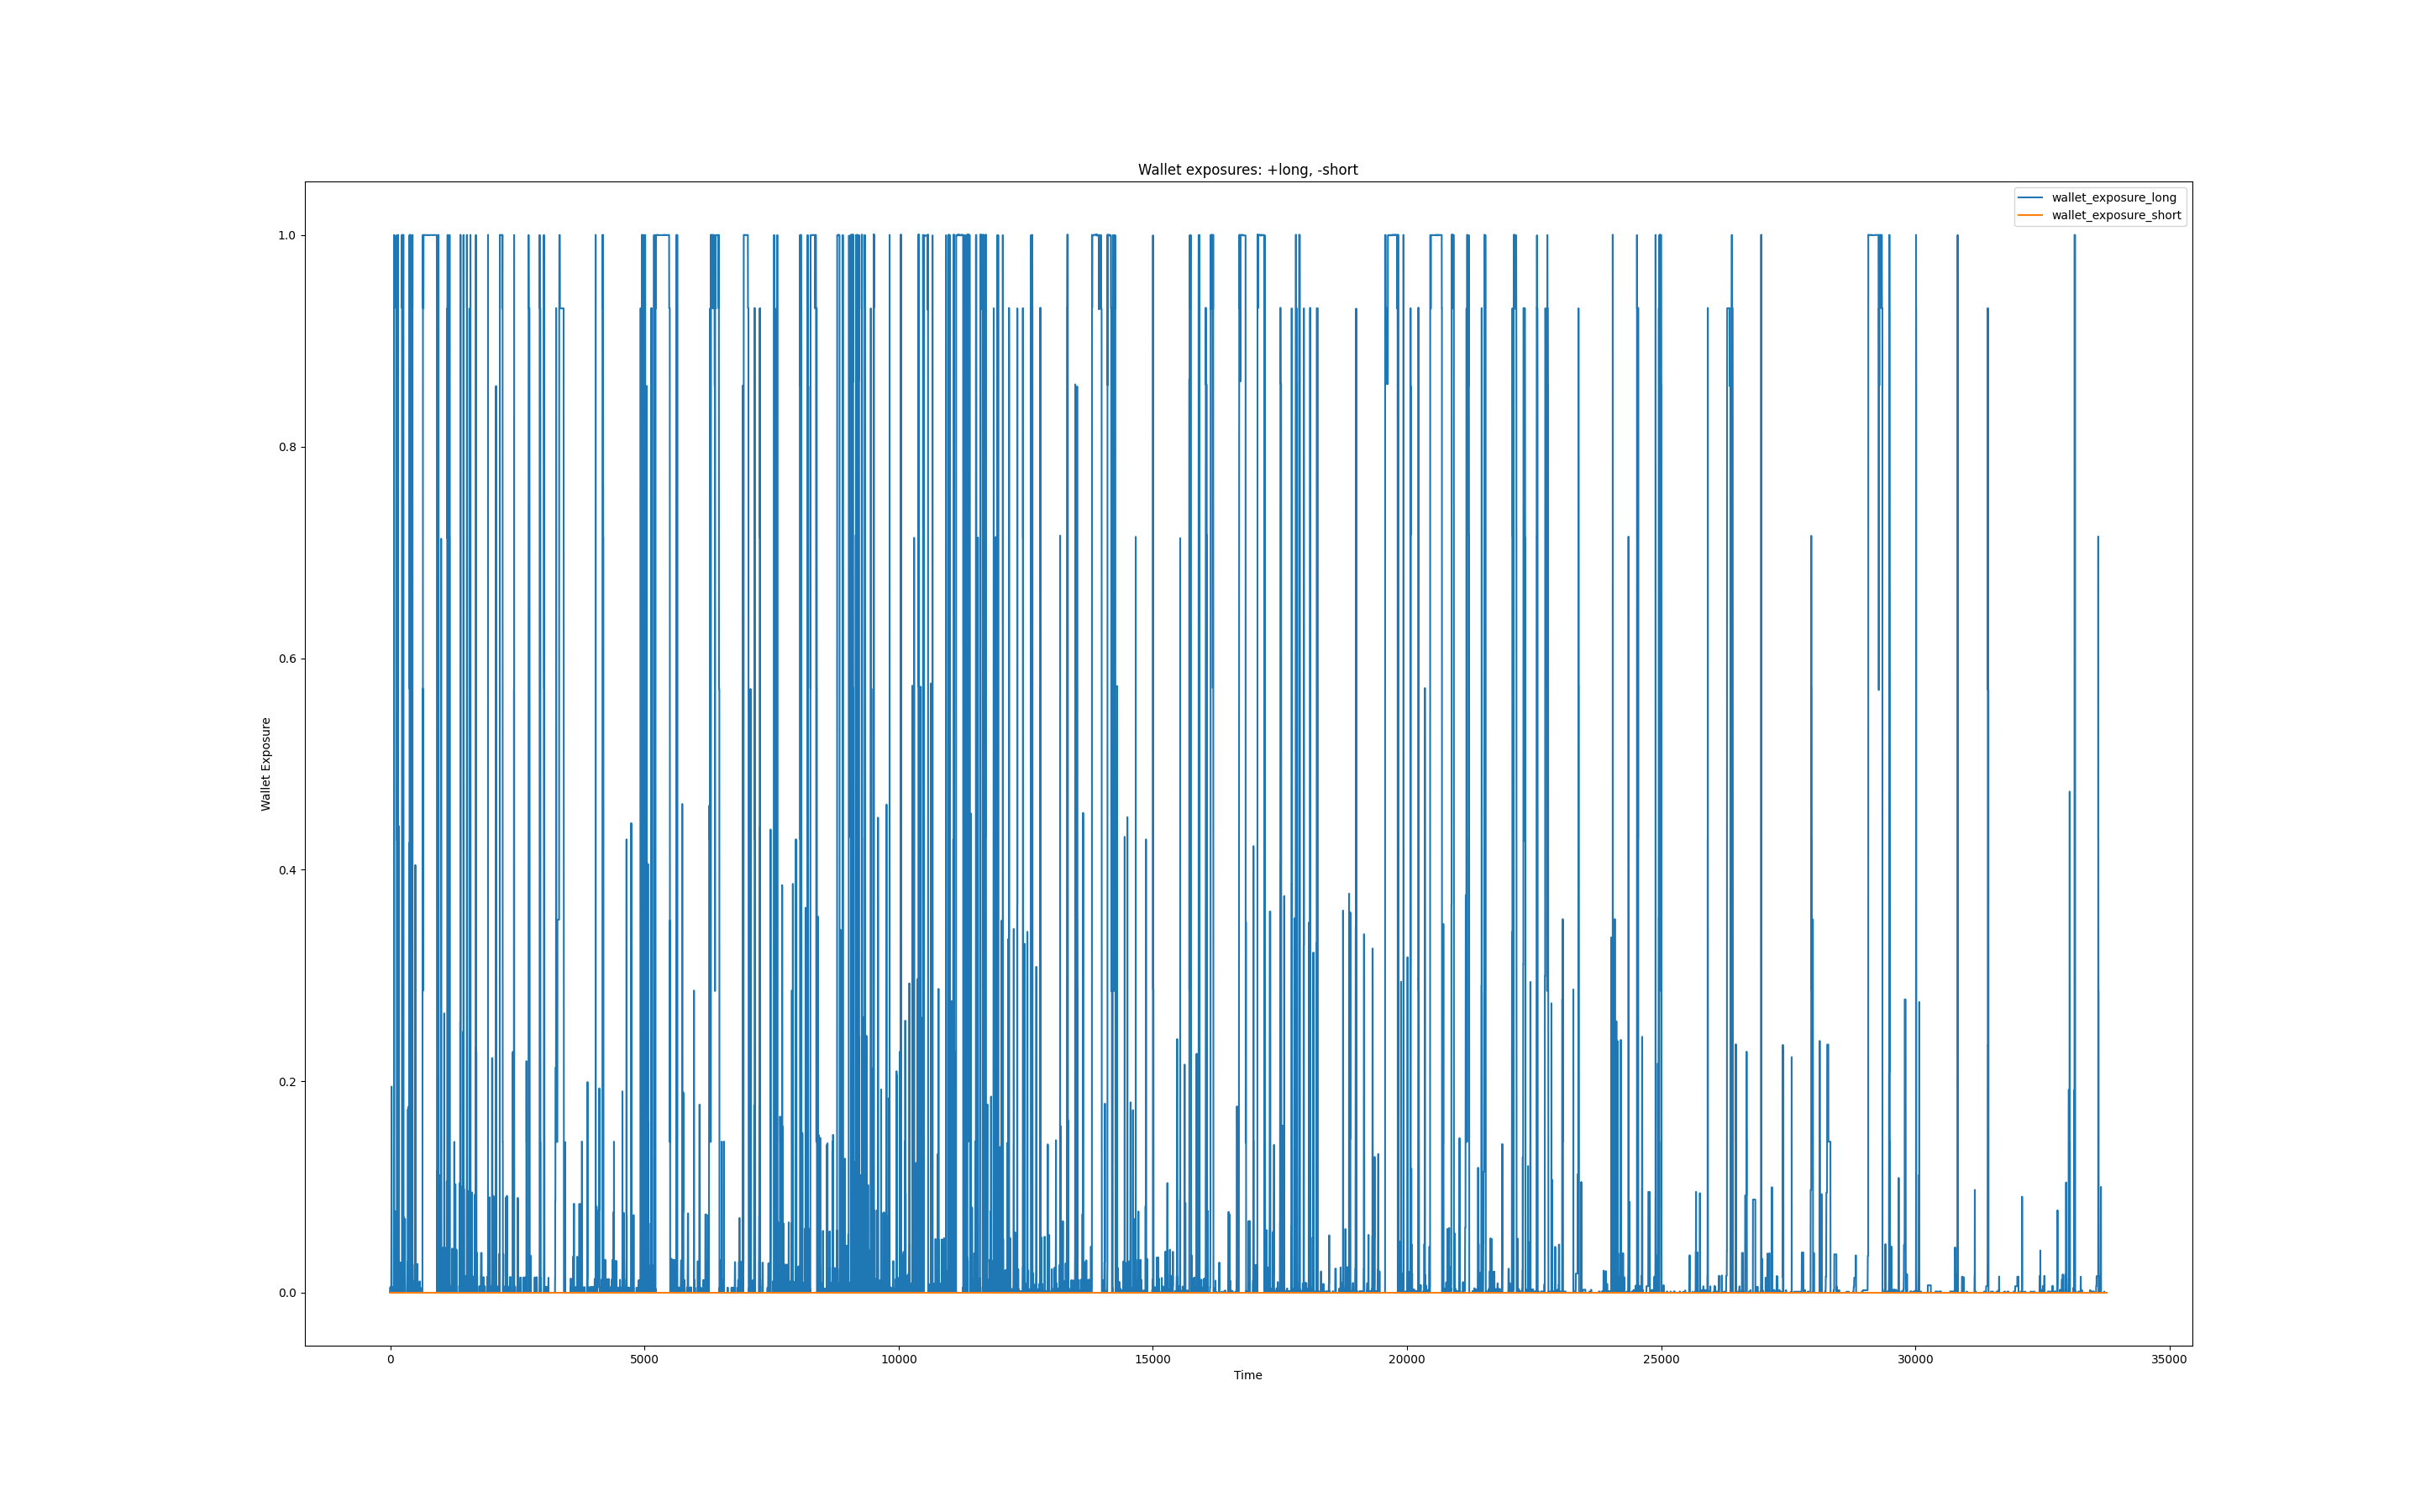 Wallet exposures: +long, -short
wallet_exposure_long
wallet_exposure_short
1.0
0.8
0.6
0.4
0.2
0.0
Wallet Exposure
0 5000 10000 15000 20000 25000 30000 35000
Time